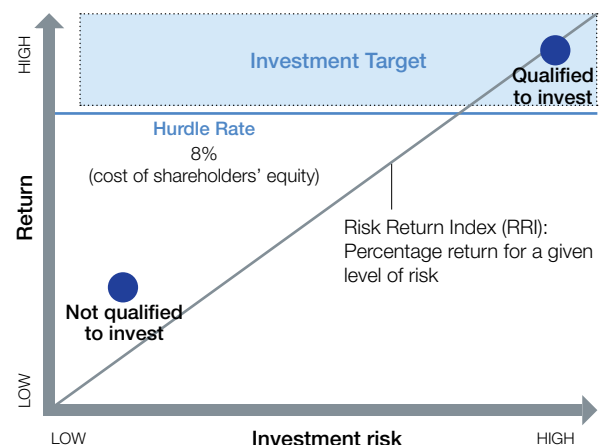 HIGH
Investment Target
Qualified
to invest
Hurdle Rate
8%
(cost of shareholders' equity)
Return
Risk Return Index (RRI):
Percentage return for a given
level of risk
Not qualified
to invest
LOW
LOW
Investment risk
HIGH